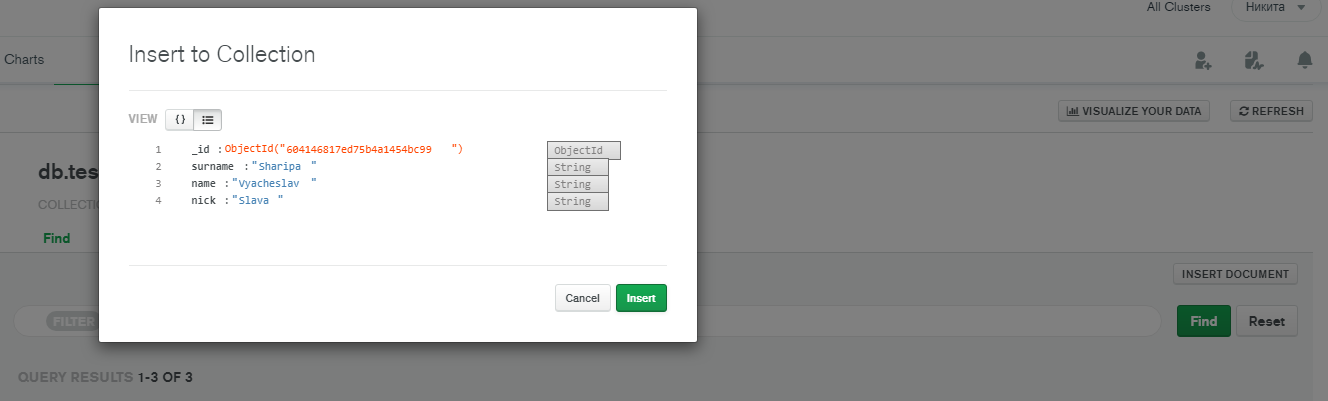 All Clusters
Никита
Insert to Collection
Charts
VISUALIZE YOUR DATA
REFRESH
VIEW {}
1 _id : ObjectId("604146817ed75b4a1454bc99 ") ObjectId
2 surname : "Sharipa " String
3 name : "Vyacheslav " String
4 nick : "Slava " String
db.tes
COLLECTIO
Find
INSERT DOCUMENT
Cancel Insert
FILTER
Find Reset
QUERY RESULTS 1-3 OF 3